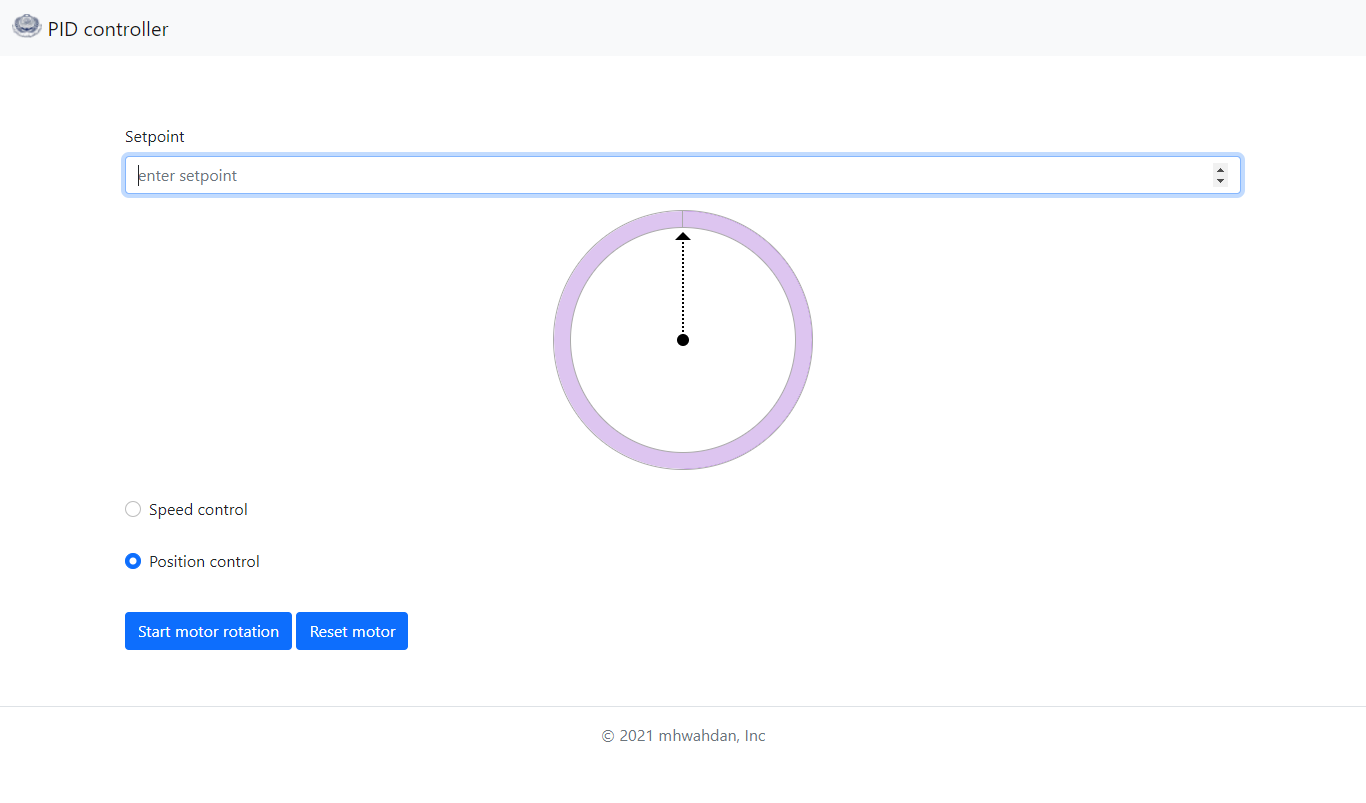 PID controller
Setpoint
enter setpoint
Speed control
Position control
Start motor rotation
Reset motor
© 2021 mhwahdan, Inc